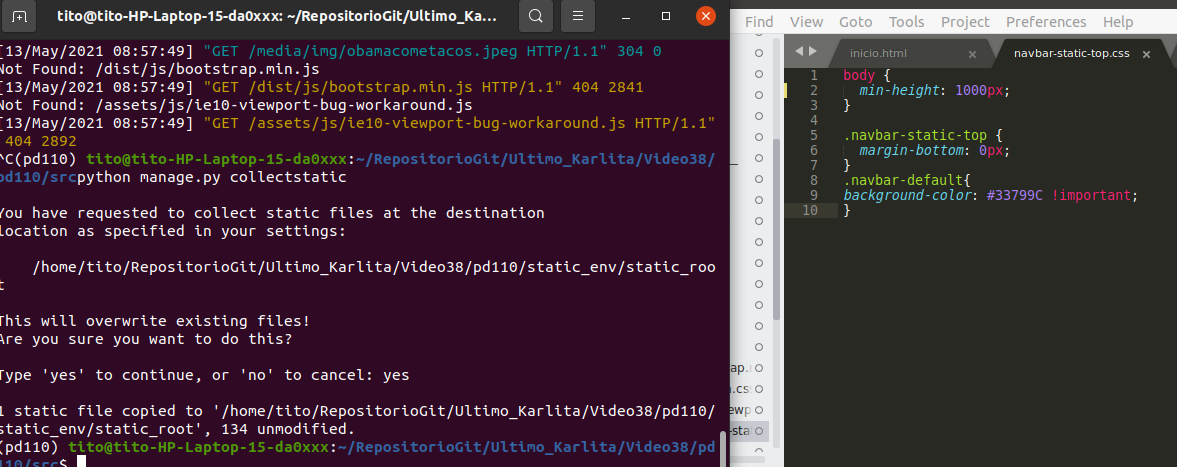 tito@tito-HP-Laptop-15-da0xxx: ~/RepositorioGit/Ultimo_Ka...
[13/May/2021 08:57:49] "GET /media/img/obamacometacos.jpeg HTTP/1.1" 304 0
Not Found: /dist/js/bootstrap.min.js
[13/May/2021 08:57:49] "GET /dist/js/bootstrap.min.js HTTP/1.1" 404 2841
Not Found: /assets/js/ie10-viewport-bug-workaround.js
[13/May/2021 08:57:49] "GET /assets/js/ie10-viewport-bug-workaround.js HTTP/1.1"
404 2892
^C(pd110) tito@tito-HP-Laptop-15-da0xxx:~/RepositorioGit/Ultimo_Karlita/Video38/
pd110/srcpython manage.py collectstatic
You have requested to collect static files at the destination
location as specified in your settings:
/home/tito/RepositorioGit/Ultimo_Karlita/Video38/pd110/static_env/static_roo
t
This will overwrite existing files!
Are you sure you want to do this?
Type 'yes' to continue, or 'no' to cancel: yes
1 static file copied to '/home/tito/RepositorioGit/Ultimo_Karlita/Video38/pd110/
static_env/static_root', 134 unmodified.
(pd110) tito@tito-HP-Laptop-15-da0xxx:~/RepositorioGit/Ultimo_Karlita/Video38/pd
110/src$
Find View Goto Tools Project Preferences Help
inicio.html × navbar-static-top.css ×
1 body {
2 min-height: 1000px;
3 }
4
5 .navbar-static-top {
6 margin-bottom: 0px;
7 }
8 .navbar-default{
9 background-color: #33799C !important;
10 }